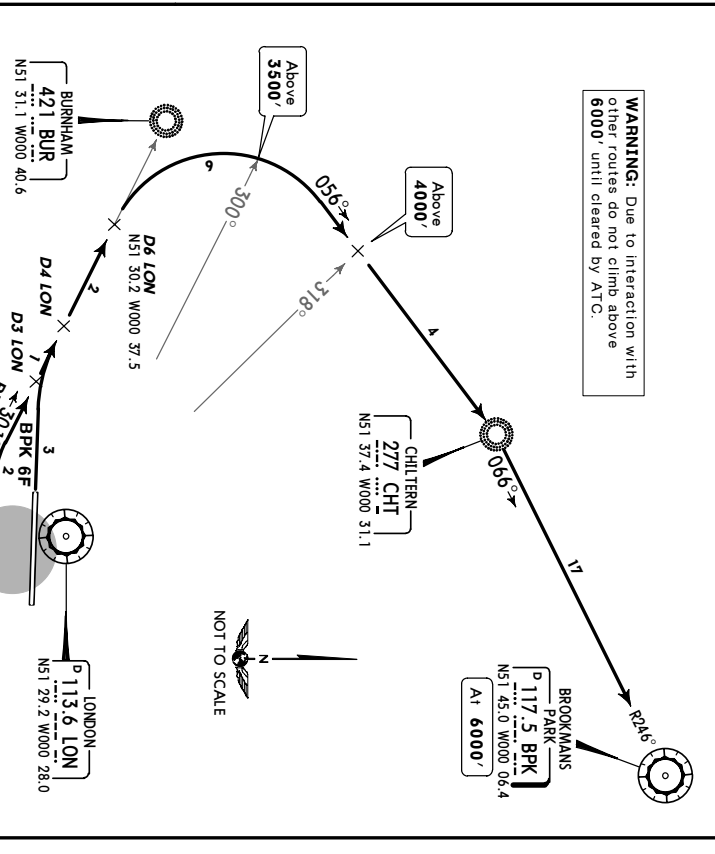 WARNING: Due to interaction with
other routes do not climb above
6000' until cleared by ATC.
Above
3500'
Above
4000'
BURNHAM
421 BUR
N51 31.1 W000 40.6
D6 LON
N51 30.2 W000 37.5
D4 LON
D3 LON
BPK 6F
9
300°
056°
318°
4
2
1
3
2
CHILTERN
277 CHT
N51 37.4 W000 31.1
066°
17
R246°
BROOKMANS
PARK
D 117.5 BPK
N51 45.0 W000 06.4
At 6000'
N
NOT TO SCALE
LONDON
D 113.6 LON
N51 29.2 W000 28.0